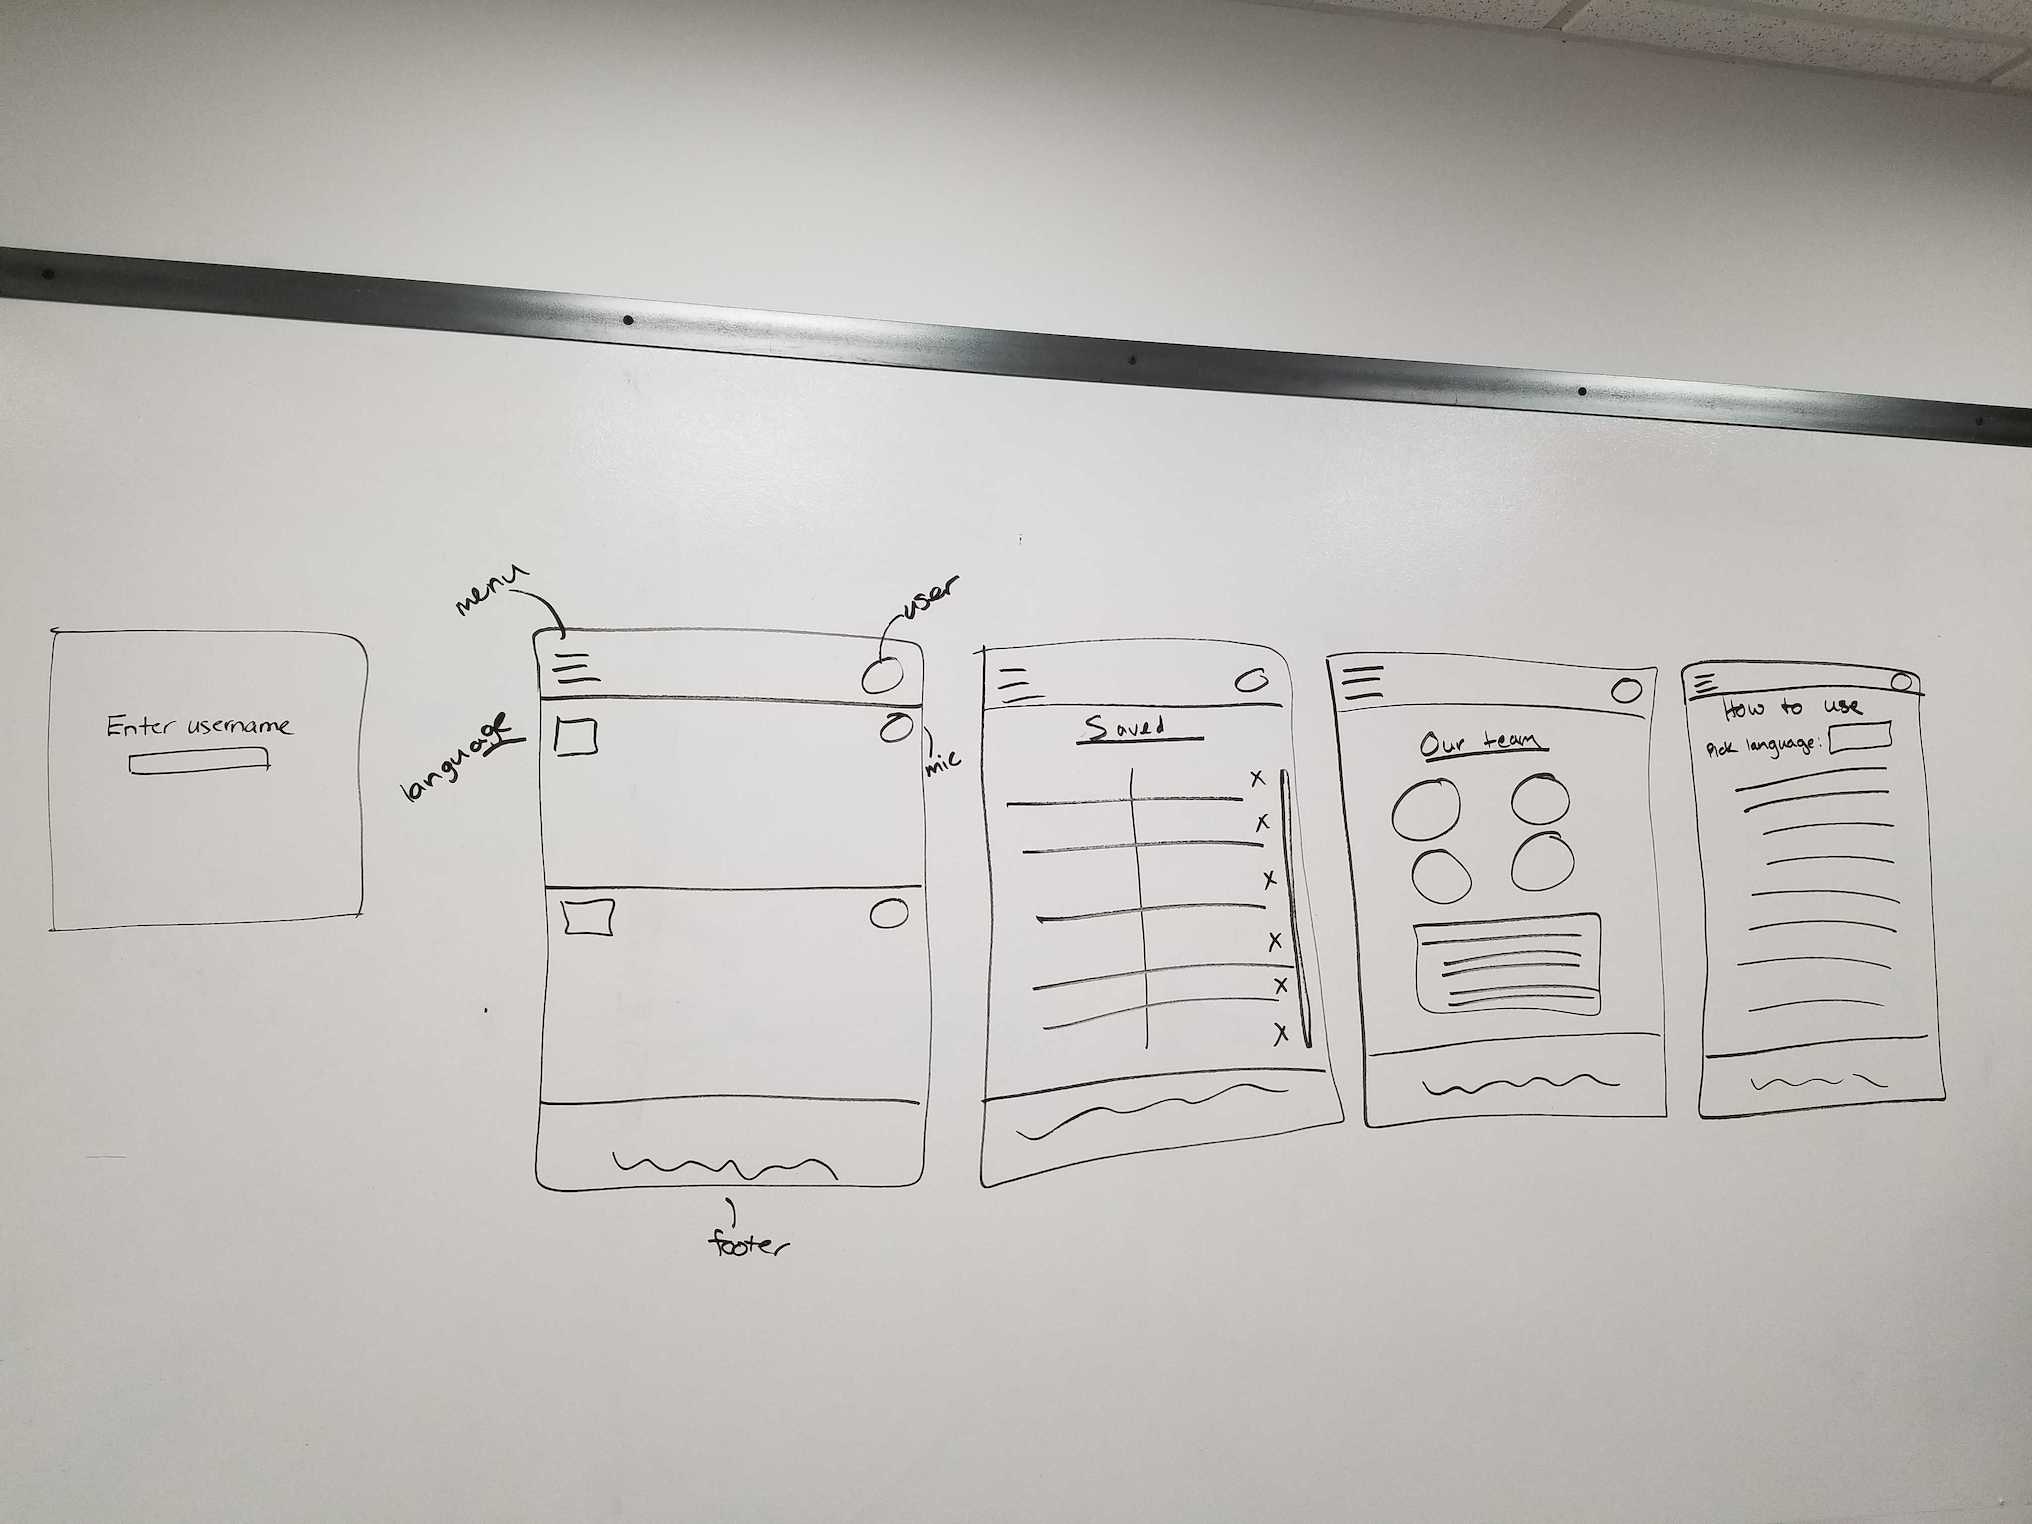 Enter username
menu
user
language
mic
footer
Saved
X
X
X
X
X
X
Our team
How to use
Pick language: